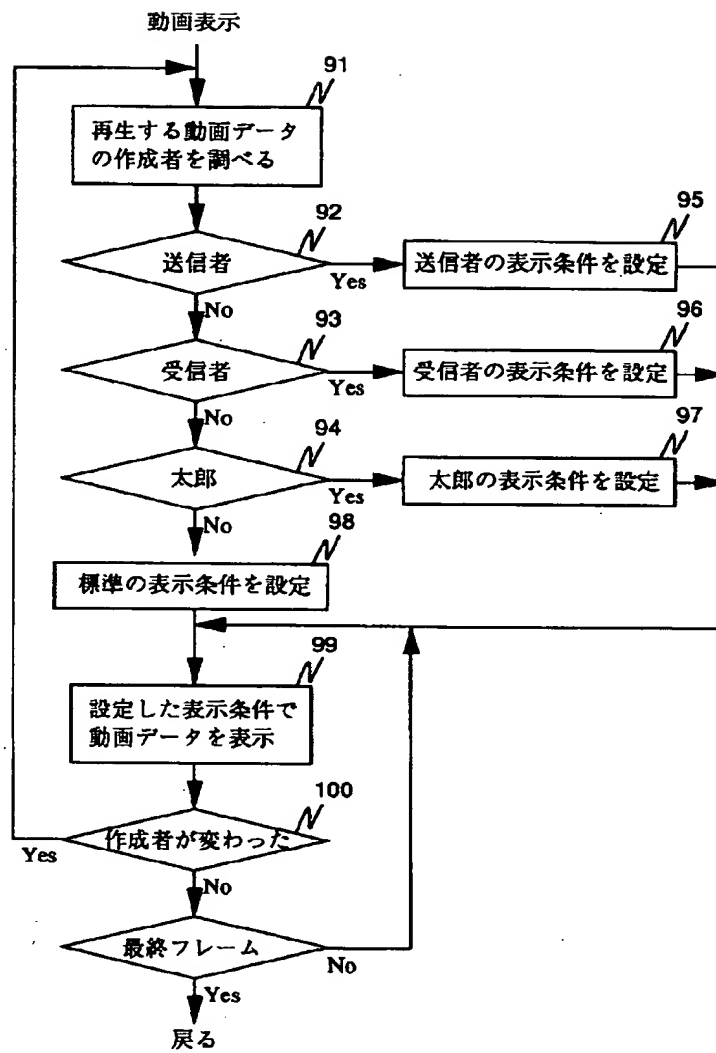 動画表示
91
再生する動画データ
の作成者を調べる
92
送信者
Yes
No
95
送信者の表示条件を設定
93
受信者
Yes
No
96
受信者の表示条件を設定
94
太郎
Yes
No
97
太郎の表示条件を設定
98
標準の表示条件を設定
99
設定した表示条件で
動画データを表示
100
作成者が変わった
Yes
No
最終フレーム
No
Yes
戻る